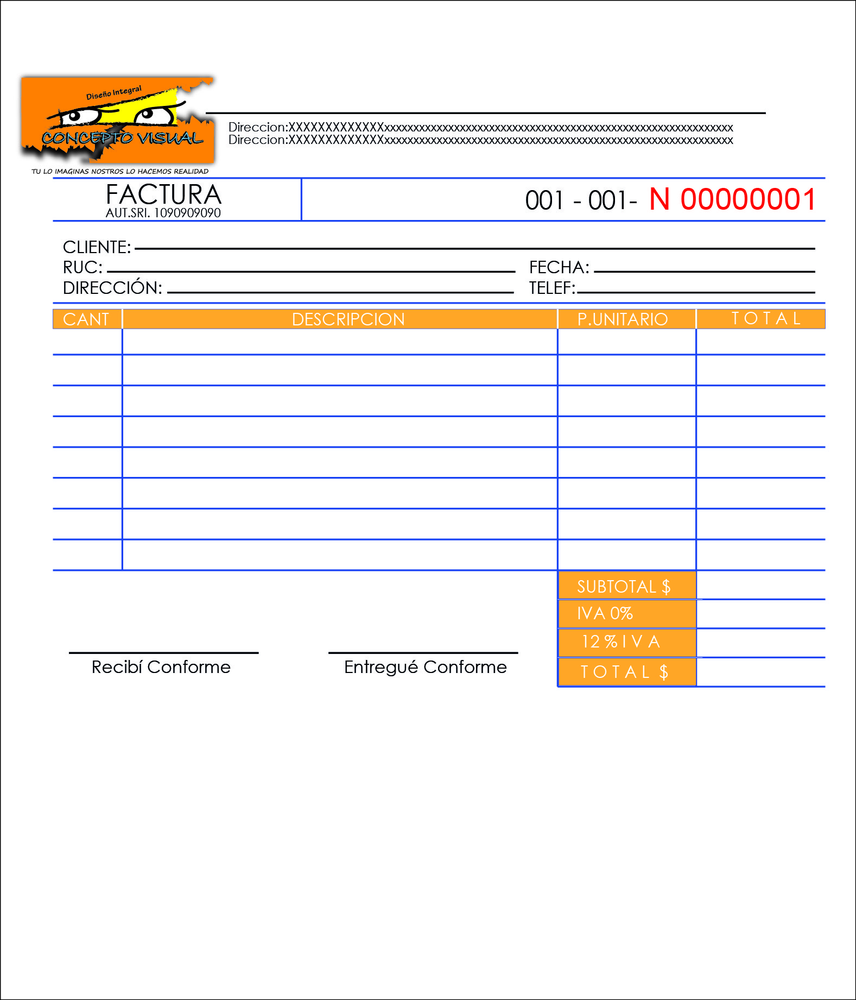 Diseño Integral
CONCEPTO VISUAL
TU LO IMAGINAS NOSTROS LO HACEMOS REALIDAD
Direccion:XXXXXXXXXXXXXxxxxxxxxxxxxxxxxxxxxxxxxxxxxxxxxxxxxxxxxxxxxxxxxxxxxxxxxxxxx
Direccion:XXXXXXXXXXXXXxxxxxxxxxxxxxxxxxxxxxxxxxxxxxxxxxxxxxxxxxxxxxxxxxxxxxxxxxxxx
FACTURA
AUT.SRI. 1090909090
001 - 001- N 00000001
CLIENTE:
RUC: FECHA:
DIRECCIÓN: TELEF:
CANT DESCRIPCION P.UNITARIO T O T A L
SUBTOTAL $
IVA 0%
12 % I V A
T O T A L $
Recibí Conforme Entregué Conforme